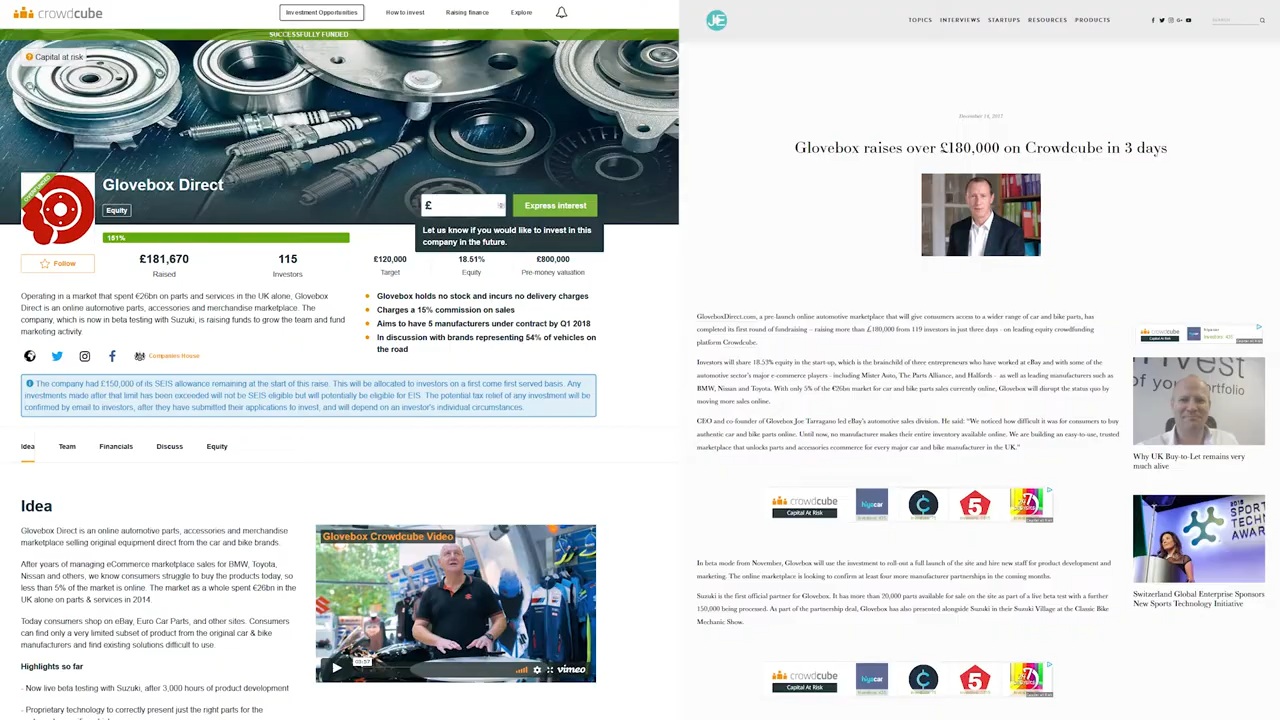 crowdcube
Investment Opportunities
How to invest
Raising finance
Explore
SUCCESSFULLY FUNDED
Capital at risk
Glovebox Direct
Equity
£
Express interest
Let us know if you would like to invest in this
company in the future.
151%
Follow
£181,670
Raised
115
Investors
£120,000
Target
18.51%
Equity
£800,000
Pre-money valuation
Operating in a market that spent €26bn on parts and services in the UK alone, Glovebox
Direct is an online automotive parts, accessories and merchandise marketplace. The
company, which is now in beta testing with Suzuki, is raising funds to grow the team and fund
marketing activity.
Glovebox holds no stock and incurs no delivery charges
Charges a 15% commission on sales
Aims to have 5 manufacturers under contract by Q1 2018
In discussion with brands representing 54% of vehicles on
the road
Companies House
The company had £150,000 of its SEIS allowance remaining at the start of this raise. This will be allocated to investors on a first come first served basis. Any
investments made after that limit has been exceeded will not be SEIS eligible but will potentially be eligible for EIS. The potential tax relief of any investment will be
confirmed by email to investors, after they have submitted their applications to invest, and will depend on an investor's individual circumstances.
Idea
Team
Financials
Discuss
Equity
Idea
Glovebox Direct is an online automotive parts, accessories and merchandise
marketplace selling original equipment direct from the car and bike brands.
After years of managing eCommerce marketplace sales for BMW, Toyota,
Nissan and others, we know consumers struggle to buy the products today, so
less than 5% of the market is online. The market as a whole spent €26bn in the
UK alone on parts & services in 2014.
Today consumers shop on eBay, Euro Car Parts, and other sites. Consumers
can find only a very limited subset of product from the original car & bike
manufacturers and find existing solutions difficult to use.
Highlights so far
- Now live beta testing with Suzuki, after 3,000 hours of product development
- Proprietary technology to correctly present just the right parts for the
Glovebox Crowdcube Video
03:57
vimeo
JE
TOPICS
INTERVIEWS
STARTUPS
RESOURCES
PRODUCTS
SEARCH
December 14, 2017
Glovebox raises over £180,000 on Crowdcube in 3 days
GloveboxDirect.com, a pre-launch online automotive marketplace that will give consumers access to a wider range of car and bike parts, has
completed its first round of fundraising – raising more than £180,000 from 119 investors in just three days - on leading equity crowdfunding
platform Crowdcube.
Investors will share 18.53% equity in the start-up, which is the brainchild of three entrepreneurs who have worked at eBay and with some of the
automotive sector's major e-commerce players - including Mister Auto, The Parts Alliance, and Halfords – as well as leading manufacturers such as
BMW, Nissan and Toyota. With only 5% of the €26bn market for car and bike parts sales currently online, Glovebox will disrupt the status quo by
moving more sales online.
CEO and co-founder of Glovebox Joe Tarragano led eBay's automotive sales division. He said: “We noticed how difficult it was for consumers to buy
authentic car and bike parts online. Until now, no manufacturer makes their entire inventory available online. We are building an easy-to-use, trusted
marketplace that unlocks parts and accessories ecommerce for every major car and bike manufacturer in the UK.”
crowdcube
Capital At Risk
hiyacar
In beta mode from November, Glovebox will use the investment to roll-out a full launch of the site and hire new staff for product development and
marketing. The online marketplace is looking to confirm at least four more manufacturer partnerships in the coming months.
Suzuki is the first official partner for Glovebox. It has more than 20,000 parts available for sale on the site as part of a live beta test with a further
150,000 being processed. As part of the partnership deal, Glovebox has also presented alongside Suzuki in their Suzuki Village at the Classic Bike
Mechanic Show.
crowdcube
Capital At Risk
hiyacar
crowdcube
Capital At Risk
Why UK Buy-to-Let remains very
much alive
Switzerland Global Enterprise Sponsors
New Sports Technology Initiative